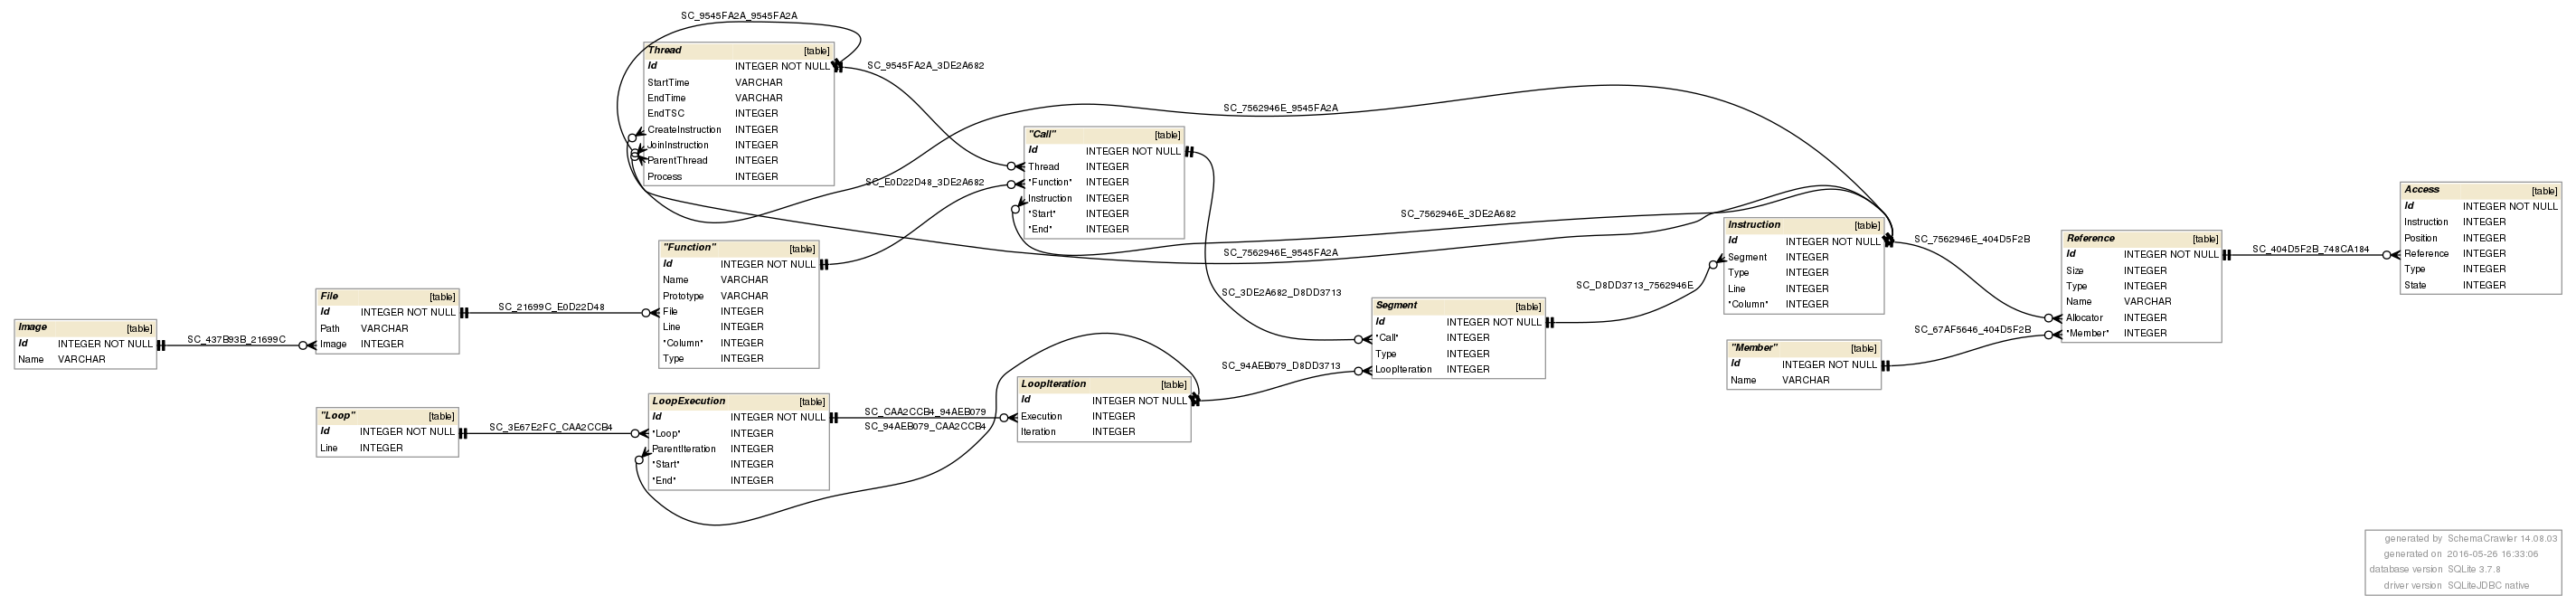 SC_9545FA2A_9545FA2A
Thread [table]
Id INTEGER NOT NULL
StartTime VARCHAR
EndTime VARCHAR
EndTSC INTEGER
CreateInstruction INTEGER
JoinInstruction INTEGER
ParentThread INTEGER
Process INTEGER
SC_9545FA2A_3DE2A682
SC_7562946E_9545FA2A
"Call" [table]
Id INTEGER NOT NULL
Thread INTEGER
"Function" INTEGER
Instruction INTEGER
"Start" INTEGER
"End" INTEGER
SC_E0D22D48_3DE2A682
SC_7562946E_3DE2A682
SC_7562946E_9545FA2A
"Function" [table]
Id INTEGER NOT NULL
Name VARCHAR
Prototype VARCHAR
File INTEGER
Line INTEGER
"Column" INTEGER
Type INTEGER
SC_21699C_E0D22D48
File [table]
Id INTEGER NOT NULL
Path VARCHAR
Image INTEGER
SC_437B93B_21699C
Image [table]
Id INTEGER NOT NULL
Name VARCHAR
"Loop" [table]
Id INTEGER NOT NULL
Line INTEGER
SC_3E67E2FC_CAA2CCB4
LoopExecution [table]
Id INTEGER NOT NULL
"Loop" INTEGER
ParentIteration INTEGER
"Start" INTEGER
"End" INTEGER
SC_CAA2CCB4_94AEB079
SC_94AEB079_CAA2CCB4
LoopIteration [table]
Id INTEGER NOT NULL
Execution INTEGER
Iteration INTEGER
SC_3DE2A682_D8DD3713
SC_94AEB079_D8DD3713
Segment [table]
Id INTEGER NOT NULL
"Call" INTEGER
Type INTEGER
LoopIteration INTEGER
SC_D8DD3713_7562946E
Instruction [table]
Id INTEGER NOT NULL
Segment INTEGER
Type INTEGER
Line INTEGER
"Column" INTEGER
SC_7562946E_404D5F2B
"Member" [table]
Id INTEGER NOT NULL
Name VARCHAR
SC_67AF5646_404D5F2B
Reference [table]
Id INTEGER NOT NULL
Size INTEGER
Type INTEGER
Name VARCHAR
Allocator INTEGER
"Member" INTEGER
SC_404D5F2B_748CA184
Access [table]
Id INTEGER NOT NULL
Instruction INTEGER
Position INTEGER
Reference INTEGER
Type INTEGER
State INTEGER
generated by SchemaCrawler 14.08.03
generated on 2016-05-26 16:33:06
database version SQLite 3.7.8
driver version SQLiteJDBC native